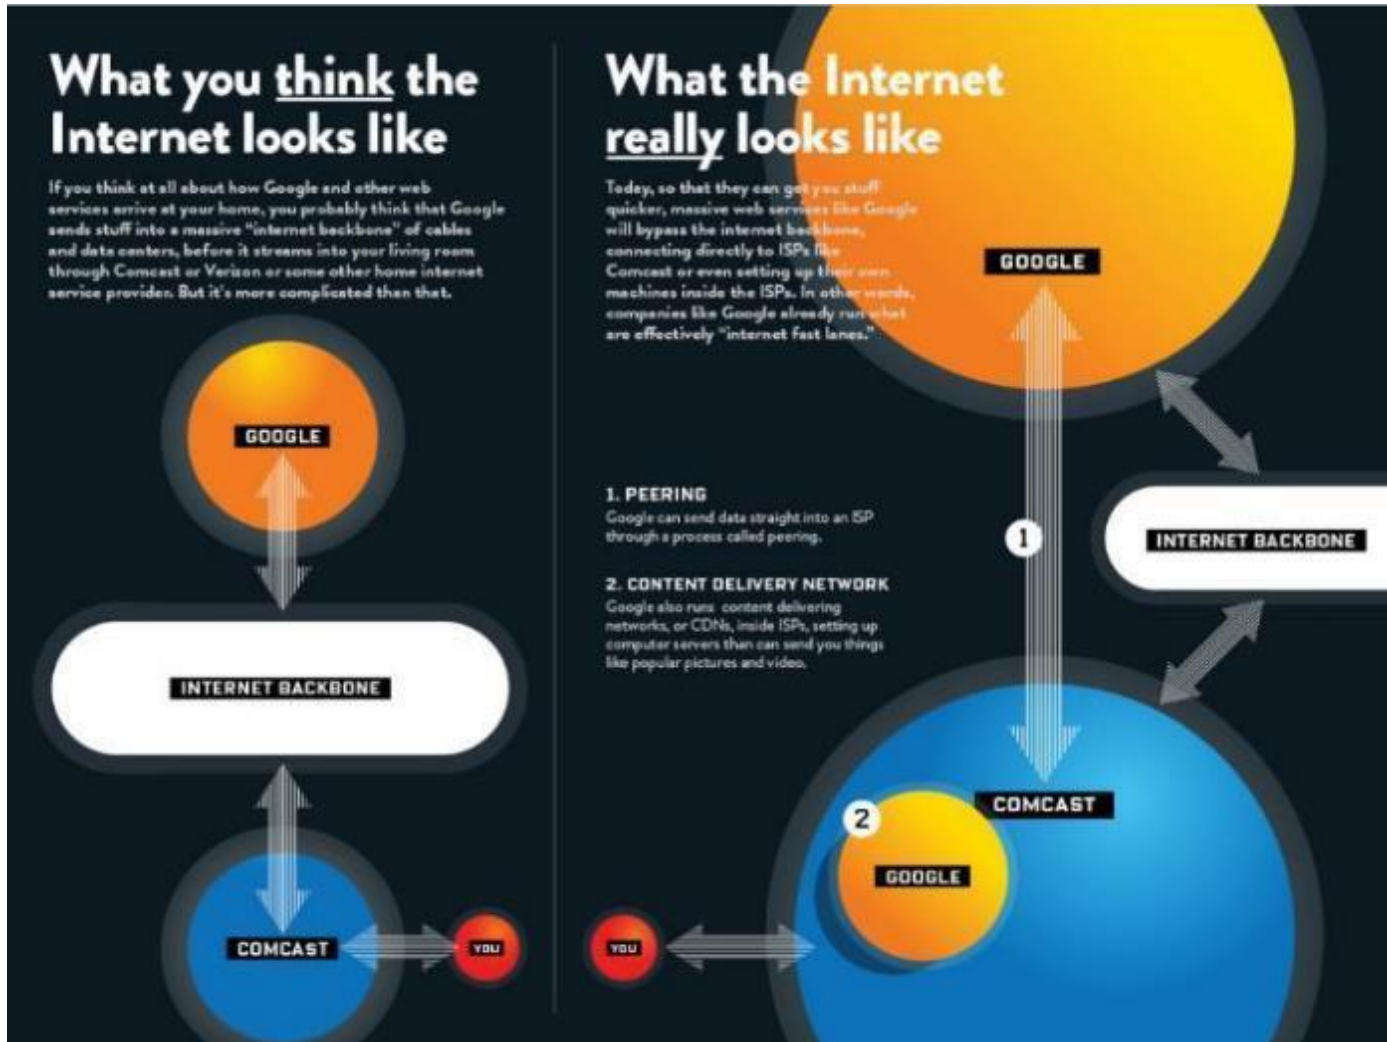 What you think the
Internet looks like
If you think at all about how Google and other web
services arrive at your home, you probably think that Google
sends stuff into a massive “internet backbone” of cables
and data centers, before it streams into your living room
through Comcast or Verizon or some other home internet
service provider. But it's more complicated than that.
GOOGLE
INTERNET BACKBONE
COMCAST
YOU
What the Internet
really looks like
Today, so that they can get you stuff
quicker, massive web services like Google
will bypass the internet backbone,
connecting directly to ISPs like
Comcast or even setting up their own
machines inside the ISPs. In other words,
companies like Google already run what
are effectively “internet fast lanes.”
GOOGLE
1. PEERING
Google can send data straight into an ISP
through a process called peering.
1
INTERNET BACKBONE
2. CONTENT DELIVERY NETWORK
Google also runs content delivering
networks, or CDNs, inside ISPs, setting up
computer servers than can send you things
like popular pictures and video.
COMCAST
2
GOOGLE
YOU